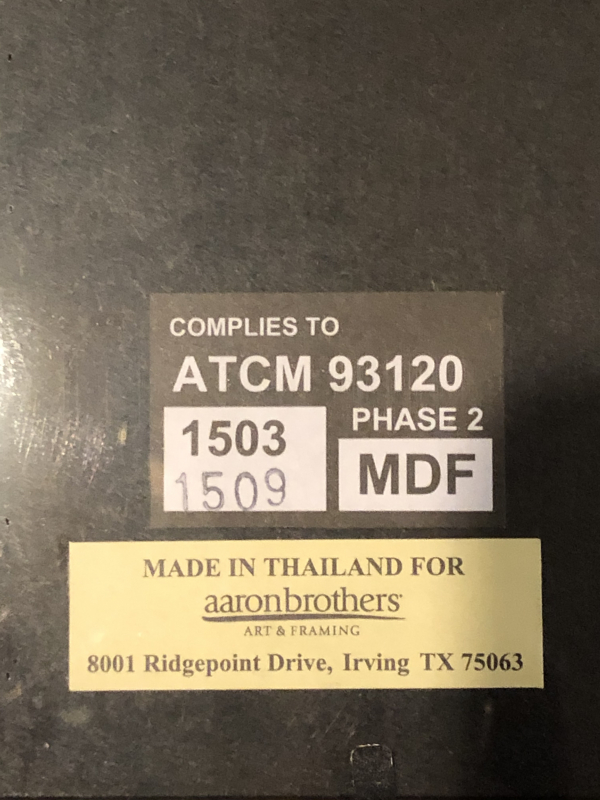 COMPLIES TO
ATCM 93120
PHASE 2
1503
1509
MDF
MADE IN THAILAND FOR
aaronbrothers
ART & FRAMING
8001 Ridgepoint Drive, Irving TX 75063